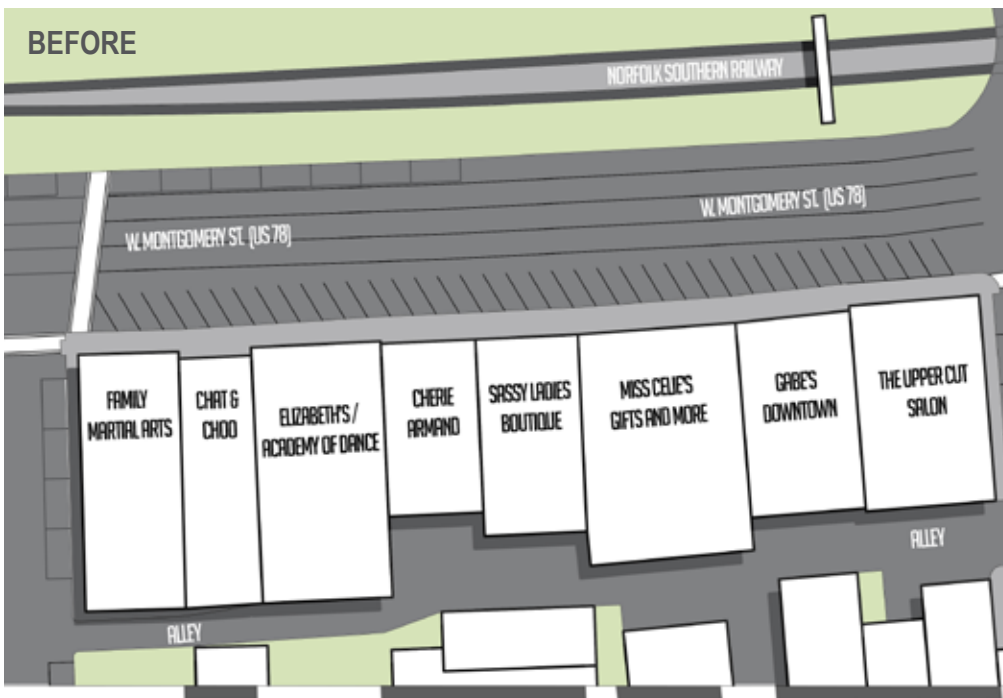 BEFORE
NORFOLK SOUTHERN RAILWAY
W. MONTGOMERY ST. (US 78)
W. MONTGOMERY ST. (US 78)
FAMILY
MARTIAL ARTS
CHAT &
CHOO
ELIZABETH'S /
ACADEMY OF DANCE
CHERIE
ARMAND
SASSY LADIES
BOUTIQUE
MISS CELIE'S
GIFTS AND MORE
GABE'S
DOWNTOWN
THE UPPER CUT
SALON
ALLEY
ALLEY